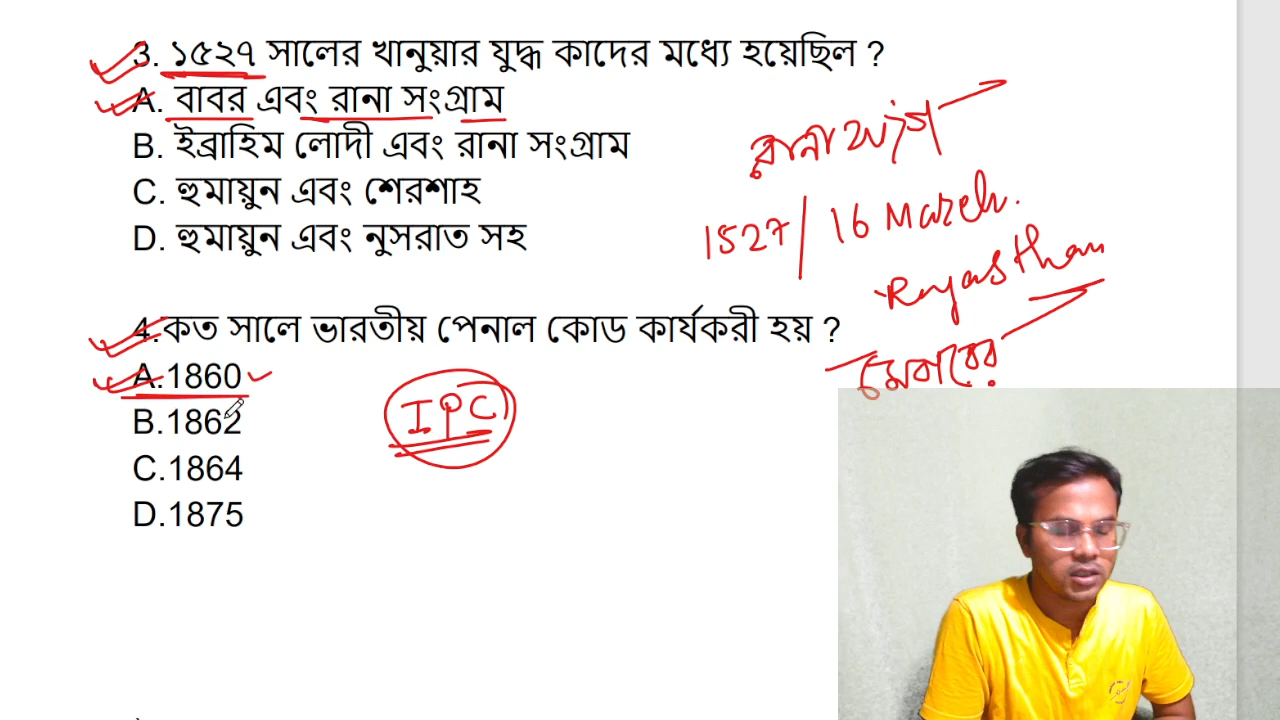 3. ১৫২৭ সালের খানুয়ার যুদ্ধ কাদের মধ্যে হয়েছিল ?
A. বাবর এবং রানা সংগ্রাম
B. ইব্রাহিম লোদী এবং রানা সংগ্রাম
C. হুমায়ুন এবং শেরশাহ
D. হুমায়ুন এবং নুসরাত সহ
রানা
1527/16 March.
Rajasthan
মেবারের
4.কত সালে ভারতীয় পেনাল কোড কার্যকরী হয় ?
A.1860
B.1862
C.1864
D.1875
IPC